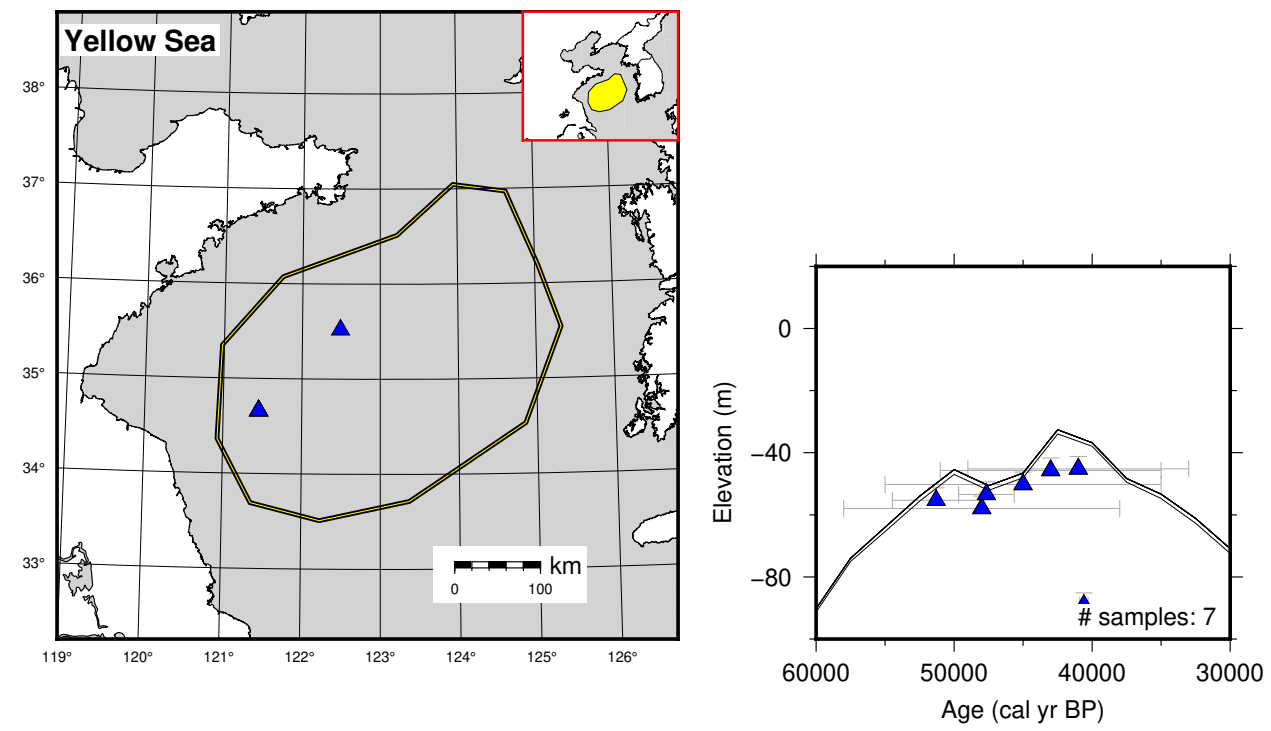 Yellow Sea
38°
37°
36°
35°
34°
33°
km
0 100
119° 120° 121° 122° 123° 124° 125° 126°
Elevation (m)
0
−40
−80
# samples: 7
60000 50000 40000 30000
Age (cal yr BP)